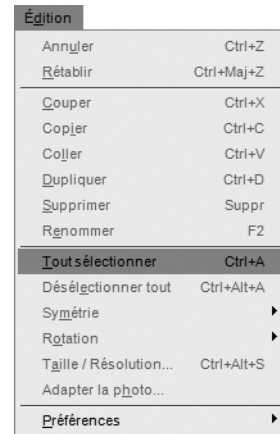 Édition
Annuler Ctrl+Z
Rétablir Ctrl+Maj+Z
Couper Ctrl+X
Copier Ctrl+C
Coller Ctrl+V
Dupliquer Ctrl+D
Supprimer Suppr
Renommer F2
Tout sélectionner Ctrl+A
Désélectionner tout Ctrl+Alt+A
Symétrie
Rotation
Taille / Résolution... Ctrl+Alt+S
Adapter la photo...
Préférences